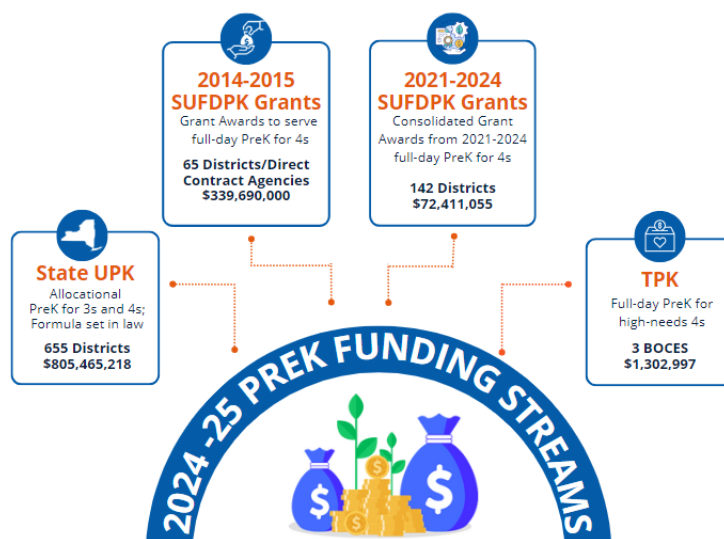 2014-2015
SUFDPK Grants
Grant Awards to serve
full-day PreK for 4s
65 Districts/Direct
Contract Agencies
$339,690,000
2021-2024
SUFDPK Grants
Consolidated Grant
Awards from 2021-2024
full-day PreK for 4s
142 Districts
$72,411,055
State UPK
Allocational
PreK for 3s and 4s;
Formula set in law
655 Districts
$805,465,218
TPK
Full-day PreK for
high-needs 4s
3 BOCES
$1,302,997
2024 -25 PREK FUNDING STREAMS
$
$
$
$